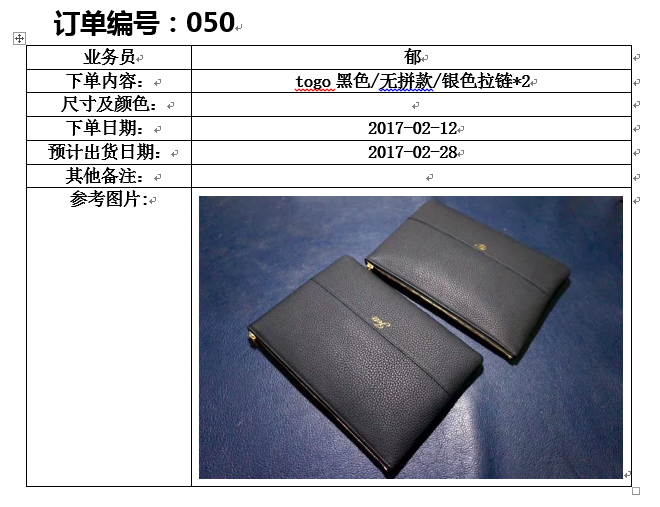 订单编号：050
业务员 郁
下单内容： togo 黑色/无拼款/银色拉链*2
尺寸及颜色：
下单日期： 2017-02-12
预计出货日期： 2017-02-28
其他备注：
参考图片: